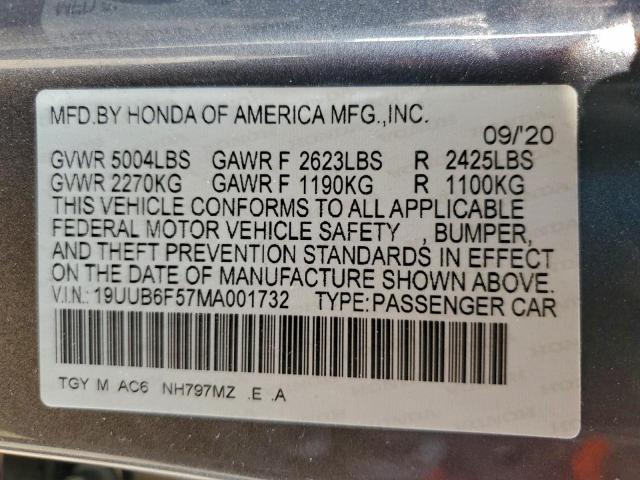 MFD.BY HONDA OF AMERICA MFG.,INC.
09/'20
GVWR 5004LBS GAWR F 2623LBS R 2425LBS
GVWR 2270KG GAWR F 1190KG R 1100KG
THIS VEHICLE CONFORMS TO ALL APPLICABLE
FEDERAL MOTOR VEHICLE SAFETY , BUMPER,
AND THEFT PREVENTION STANDARDS IN EFFECT
ON THE DATE OF MANUFACTURE SHOWN ABOVE.
V.I.N.: 19UUB6F57MA001732 TYPE:PASSENGER CAR
TGY M AC6 NH797MZ .E .A